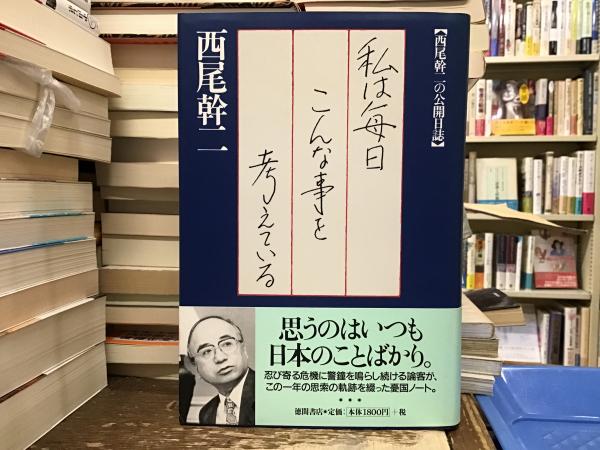 【西尾幹二の公開日誌】
私は毎日
こんな事を
考えている
西尾幹二
思うのはいつも
日本のことばかり。
忍び寄る危機に警鐘を鳴らし続ける論客が、
この一年の思索の軌跡を綴った憂国ノート。
徳間書店●定価:本体1800円+税